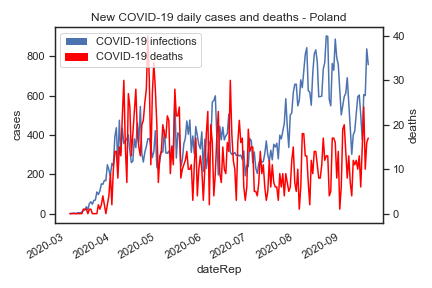 New COVID-19 daily cases and deaths - Poland
COVID-19 infections
COVID-19 deaths
800
600
400
200
0
cases
40
30
20
10
0
deaths
2020-03
2020-04
2020-05
2020-06
2020-07
2020-08
2020-09
dateRep